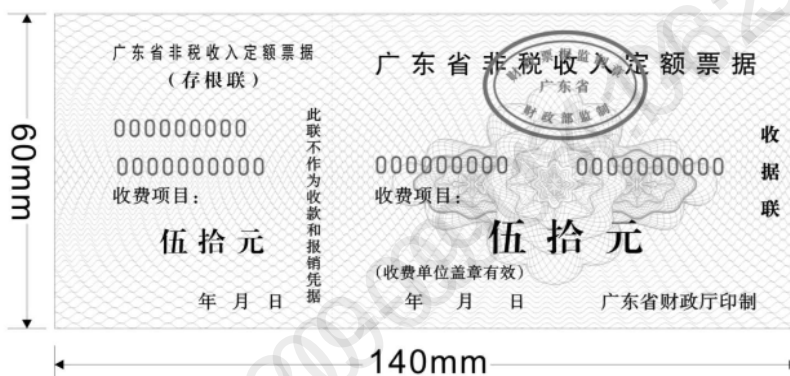 60mm
广东省非税收入定额票据
(存根联)
000000000
0000000000
收费项目:
伍拾元
年 月 日
此联不作为收款和报销凭据
广东省非税收入定额票据
广东省
财政部监制
000000000 0000000000
收费项目:
伍拾元
(收费单位盖章有效)
年 月 日 广东省财政厅印制
收据联
140mm